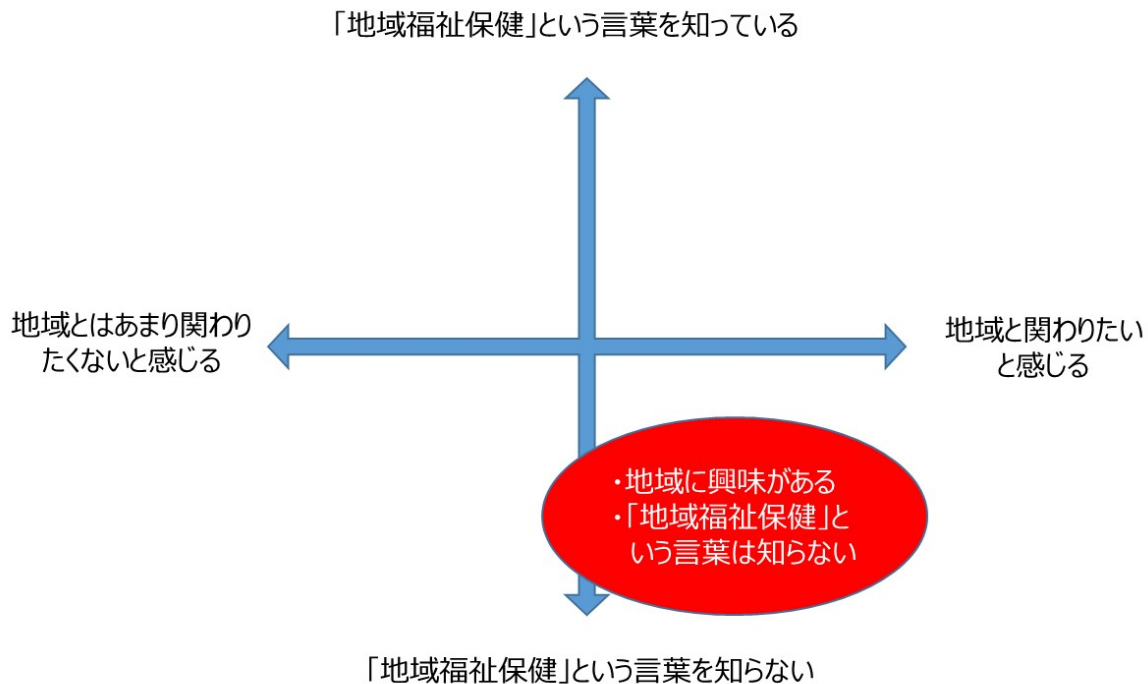 「地域福祉保健」という言葉を知っている
地域とはあまり関わり
たくないと感じる
地域と関わりたい
と感じる
・地域に興味がある
・「地域福祉保健」と
いう言葉は知らない
「地域福祉保健」という言葉を知らない